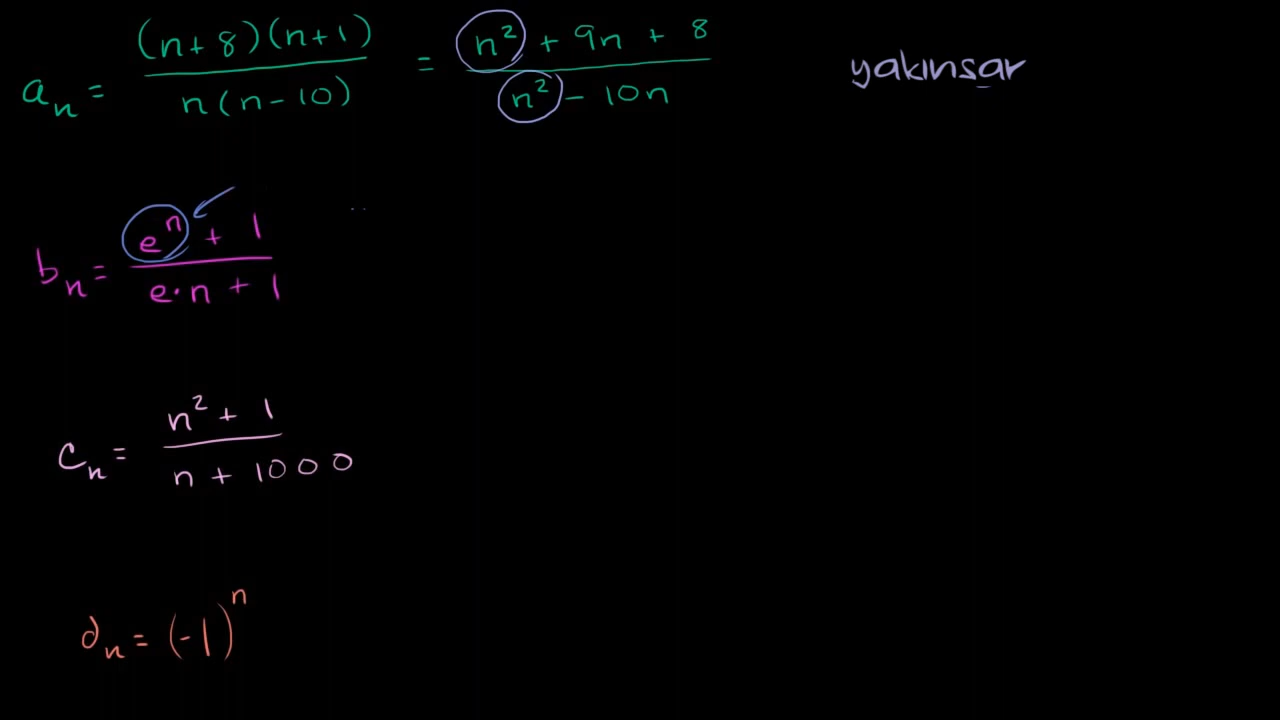 aₙ = (n+8)(n+1) / n(n-10) = n² + 9n + 8 / n² - 10n
yakınsar
bₙ = eⁿ + 1 / e·n + 1
cₙ = n² + 1 / n + 1000
dₙ = (-1)ⁿ